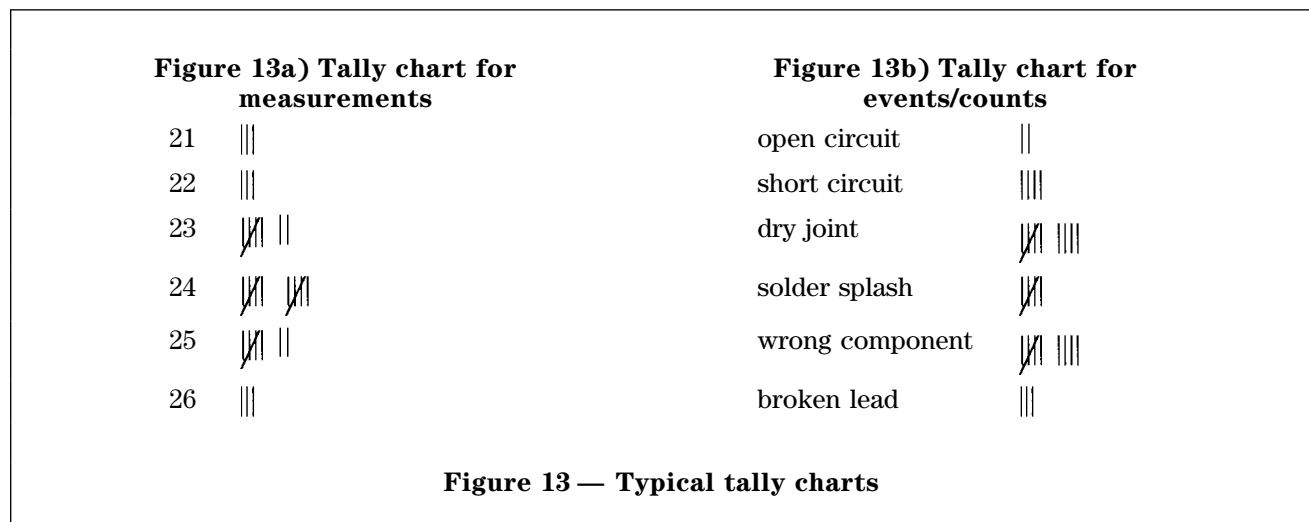 Figure 13a) Tally chart for
measurements
21
22
23
24
25
26
Figure 13b) Tally chart for
events/counts
open circuit
short circuit
dry joint
solder splash
wrong component
broken lead
Figure 13 — Typical tally charts